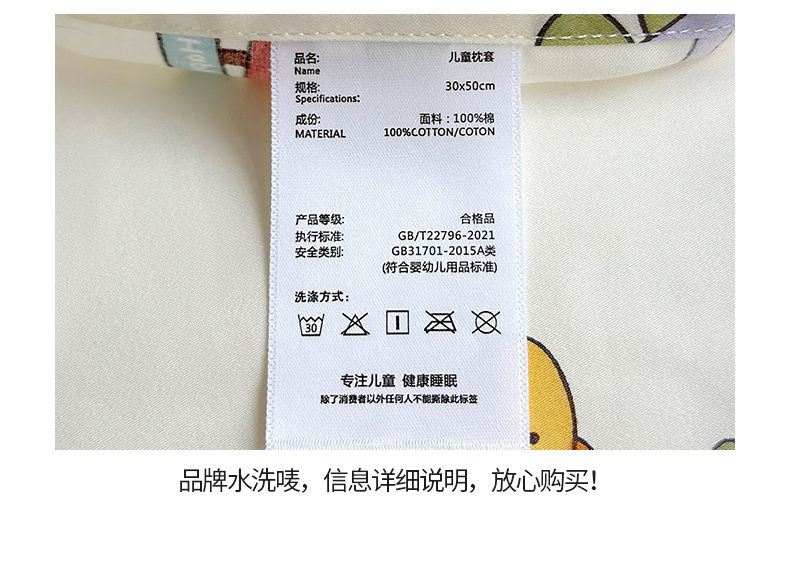 品名: 儿童枕套
Name
规格: 30x50cm
Specifications:
成份: 面料：100%棉
MATERIAL 100%COTTON/COTON
产品等级: 合格品
执行标准: GB/T22796-2021
安全类别: GB31701-2015A类
(符合婴幼儿用品标准)
洗涤方式：
30
专注儿童 健康睡眠
除了消费者以外任何人不能撕除此标签
品牌水洗唛，信息详细说明，放心购买！